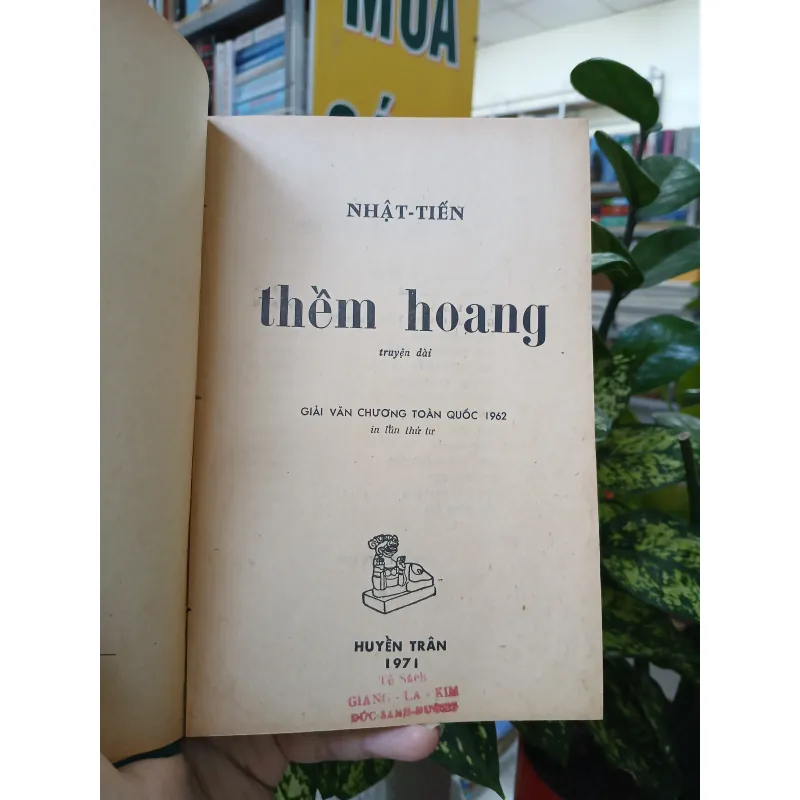 MUA
NHẬT-TIẾN
thềm hoang
truyện dài
GIẢI VĂN CHƯƠNG TOÀN QUỐC 1962
in lần thứ tư
HUYỀN TRÂN
1971
Tủ Sách
GIANG - LA - KIM